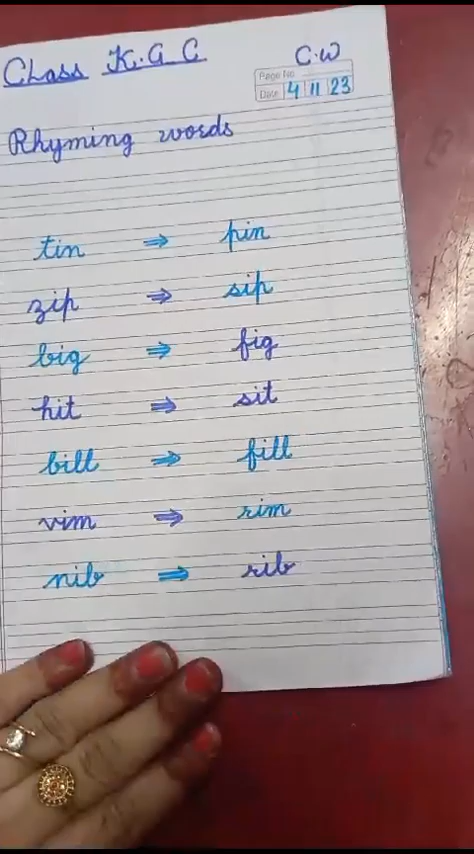 Class K.G C
C.W
Page No
Date 4 11 23
Rhyming words
tin ⇒ pin
zip ⇒ sip
big ⇒ fig
hit ⇒ sit
bill ⇒ fill
vim ⇒ rim
nib ⇒ rib